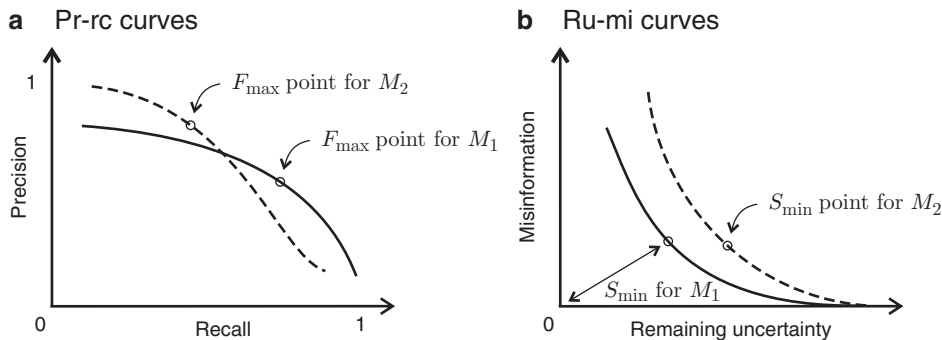 a Pr-rc curves
Precision
1
F_max point for M_2
F_max point for M_1
0
Recall
1
b Ru-mi curves
Misinformation
S_min point for M_2
S_min for M_1
0
Remaining uncertainty